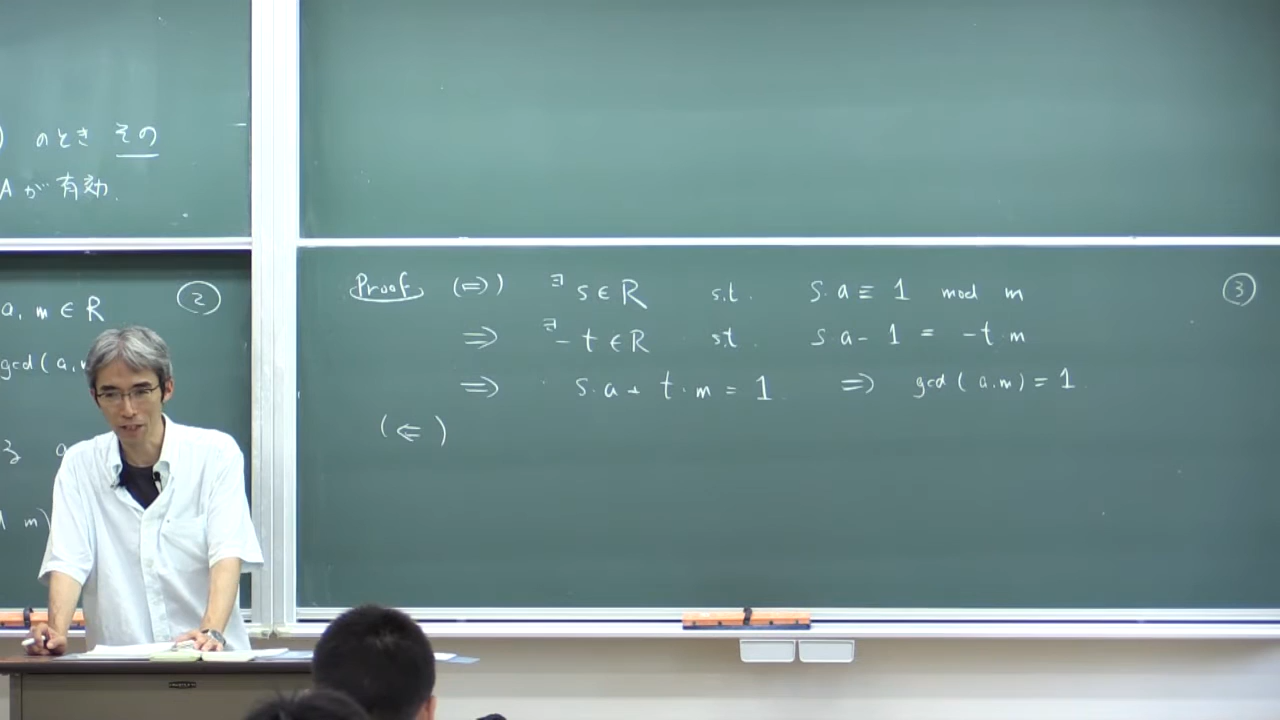 ) のとき その
Aが 有効.
a, m ∈ R ②
gcd ( a,
る a
m)
Proof (⇒) ∃ s ∈ R s.t. s·a ≡ 1 mod m ③
⇒ ∃ -t ∈ R s.t. s·a - 1 = -t·m
⇒ s·a + t·m = 1 ⇒ gcd ( a.m ) = 1
(⇐)